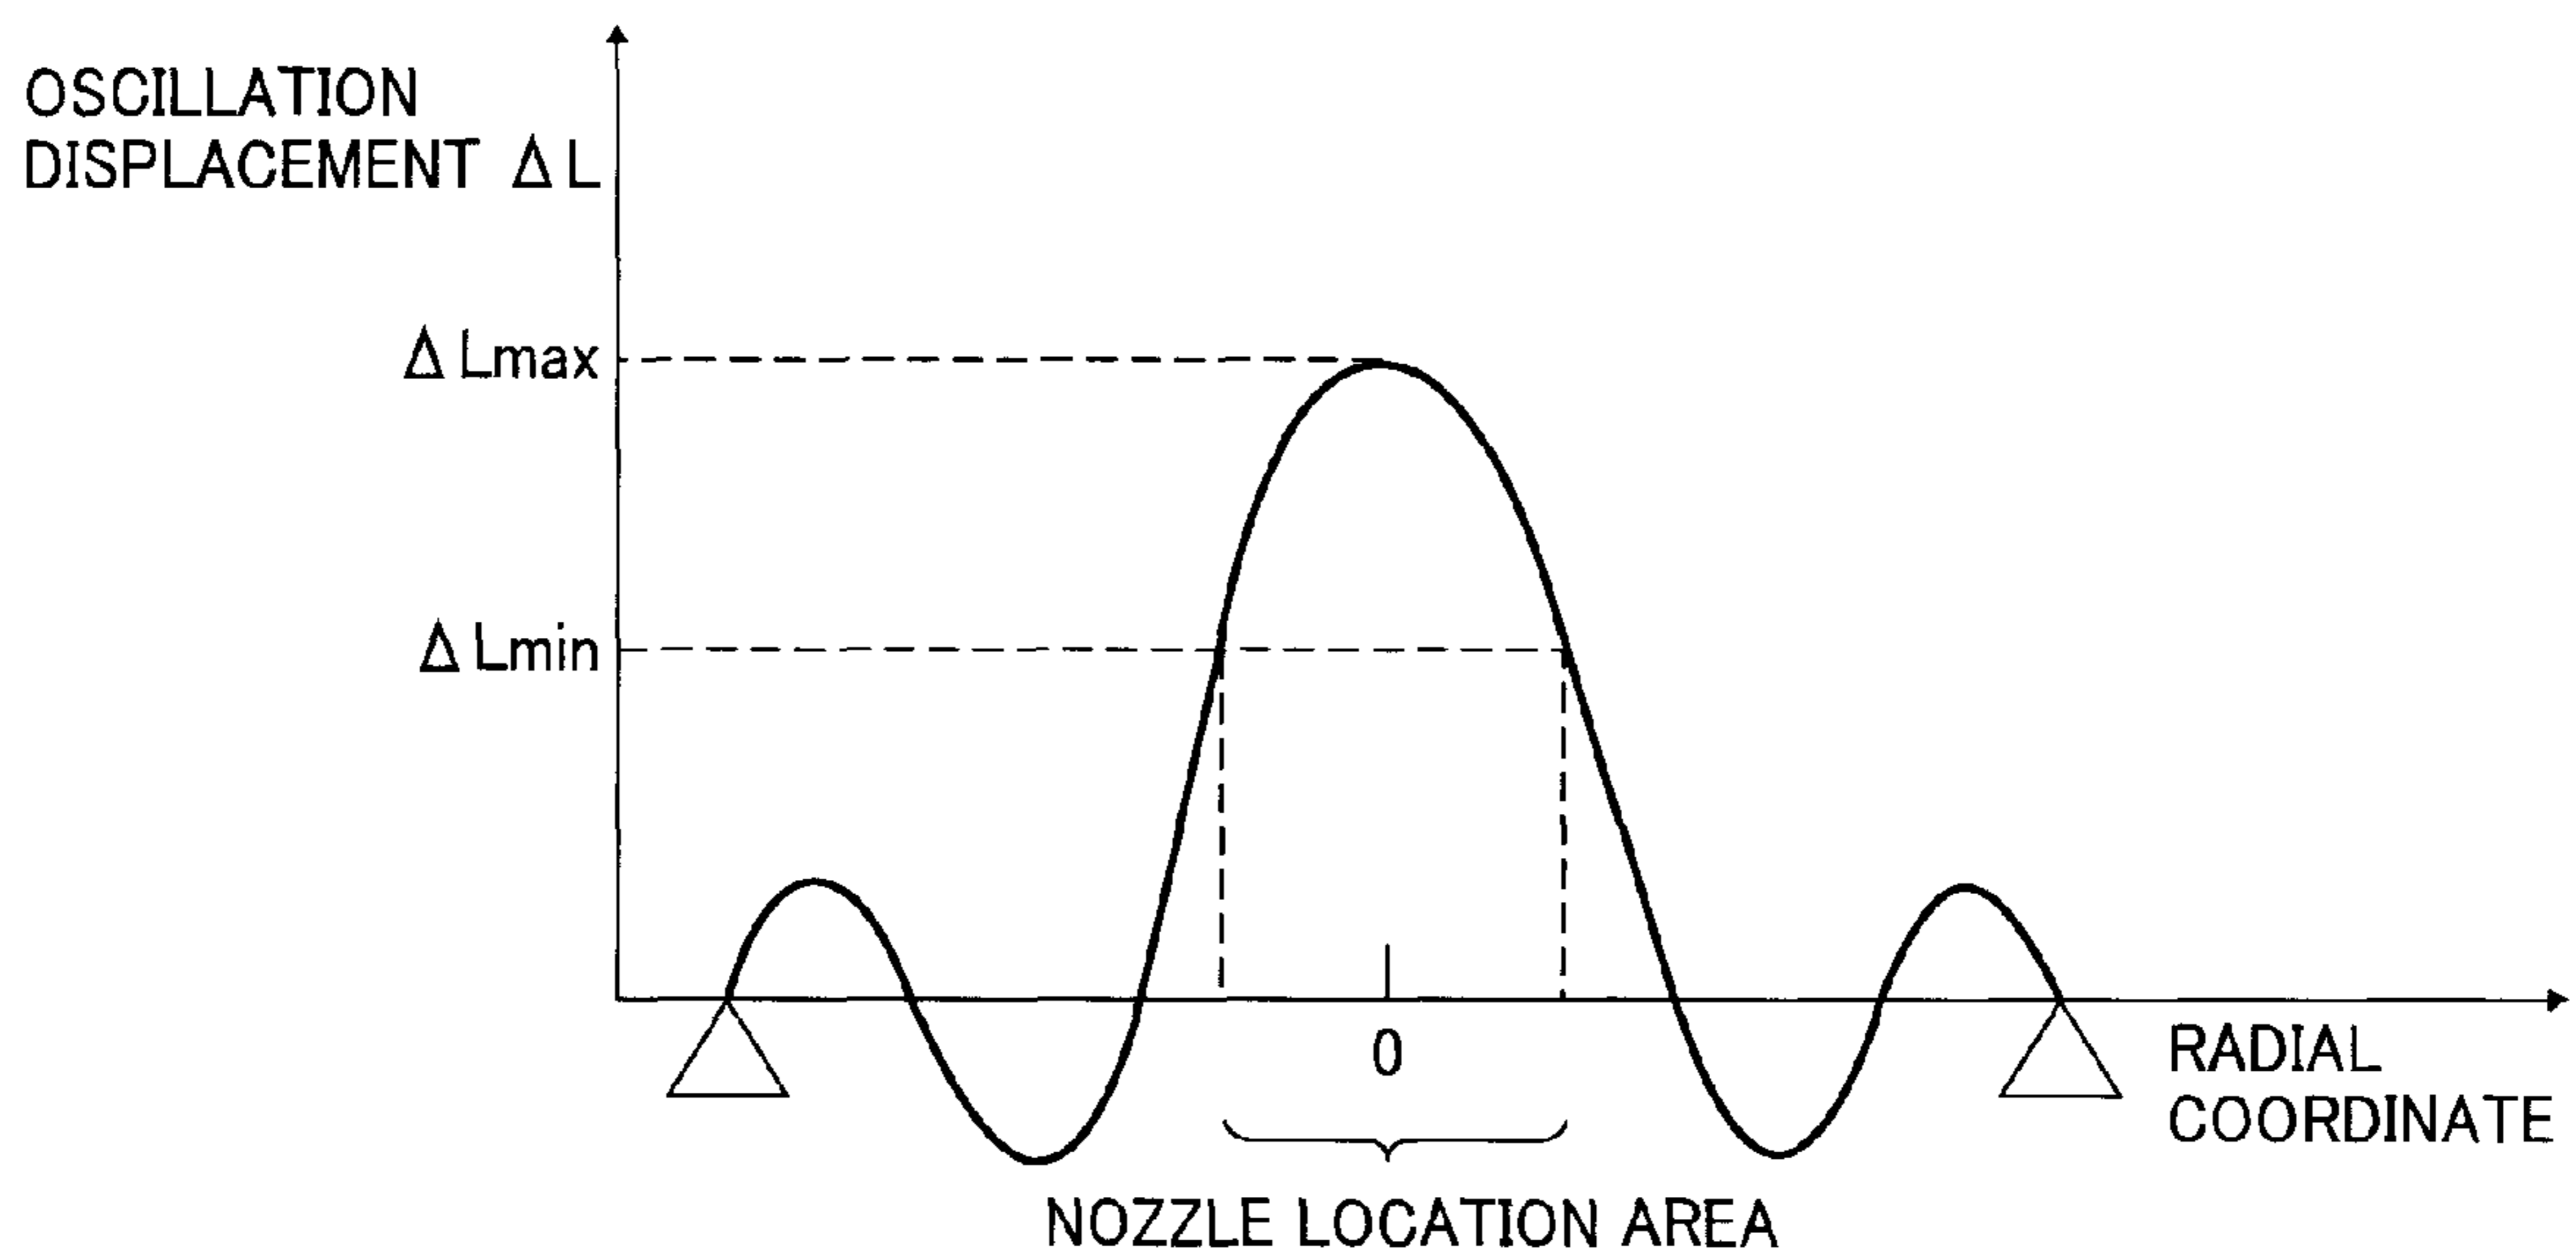 OSCILLATION
DISPLACEMENT ΔL
ΔLmax
ΔLmin
0
RADIAL
COORDINATE
NOZZLE LOCATION AREA